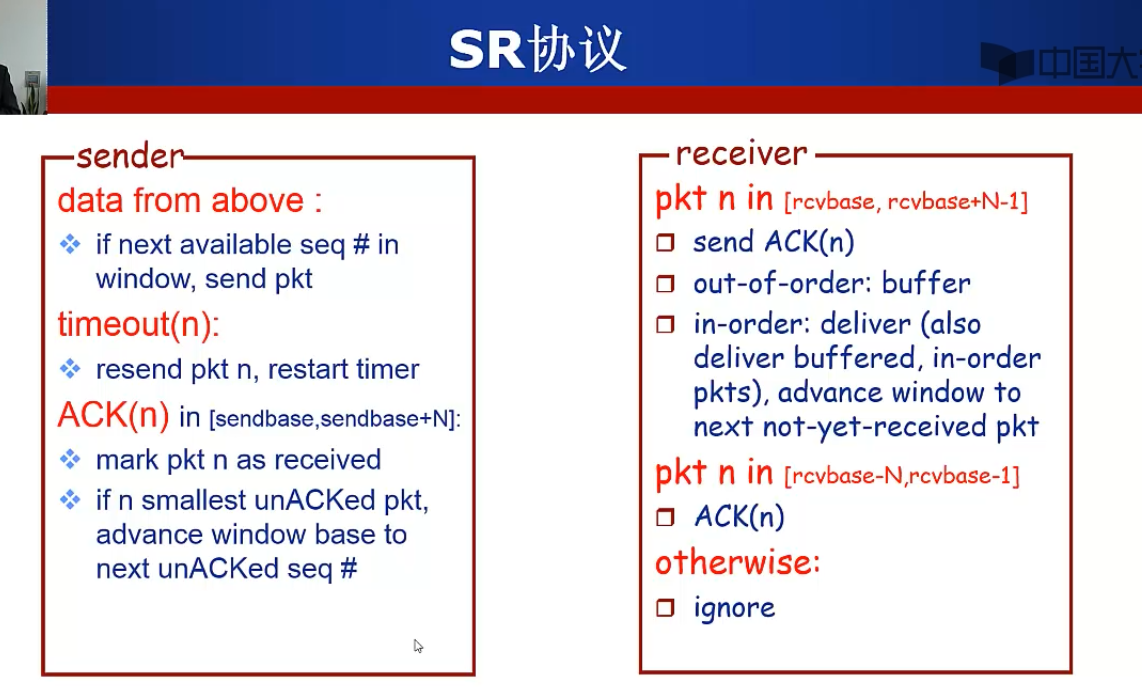 SR协议
中国大
sender
data from above :
if next available seq # in
window, send pkt
timeout(n):
resend pkt n, restart timer
ACK(n) in [sendbase,sendbase+N]:
mark pkt n as received
if n smallest unACKed pkt,
advance window base to
next unACKed seq #
receiver
pkt n in [rcvbase, rcvbase+N-1]
send ACK(n)
out-of-order: buffer
in-order: deliver (also
deliver buffered, in-order
pkts), advance window to
next not-yet-received pkt
pkt n in [rcvbase-N,rcvbase-1]
ACK(n)
otherwise:
ignore